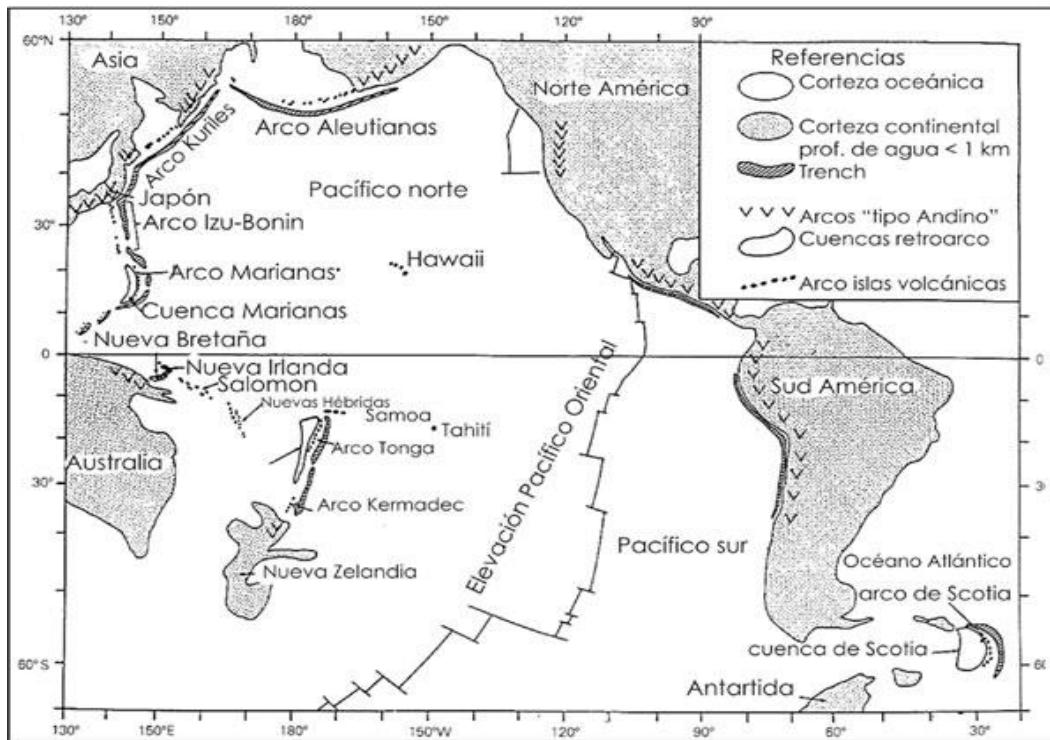 130°
150°
180°
150°
90°
60°N
Asia
Norte América
Referencias
Corteza oceánica
Corteza continental
prof. de agua < 1 km
Trench
Arcos "tipo Andino"
Cuencas retroarco
Arco islas volcánicas
Arco Aleutianas
Arco Kuriles
Pacífico norte
Japón
30°
Arco Izu-Bonin
Hawaii
Arco Marianas
Cuenca Marianas
Nueva Bretaña
0
0
Nueva Irlanda
Salomon
Nuevas Hébridas
Samoa
Tahití
Arco Tonga
Sud América
Australia
30°
3
Arco Kermadec
Elevación Pacífico Oriental
Pacífico sur
Nueva Zelandia
Océano Atlántico
arco de Scotia
cuenca de Scotia
60°S
60
Antartida
130°
150°E
180°
150°W
90°
60°
30°